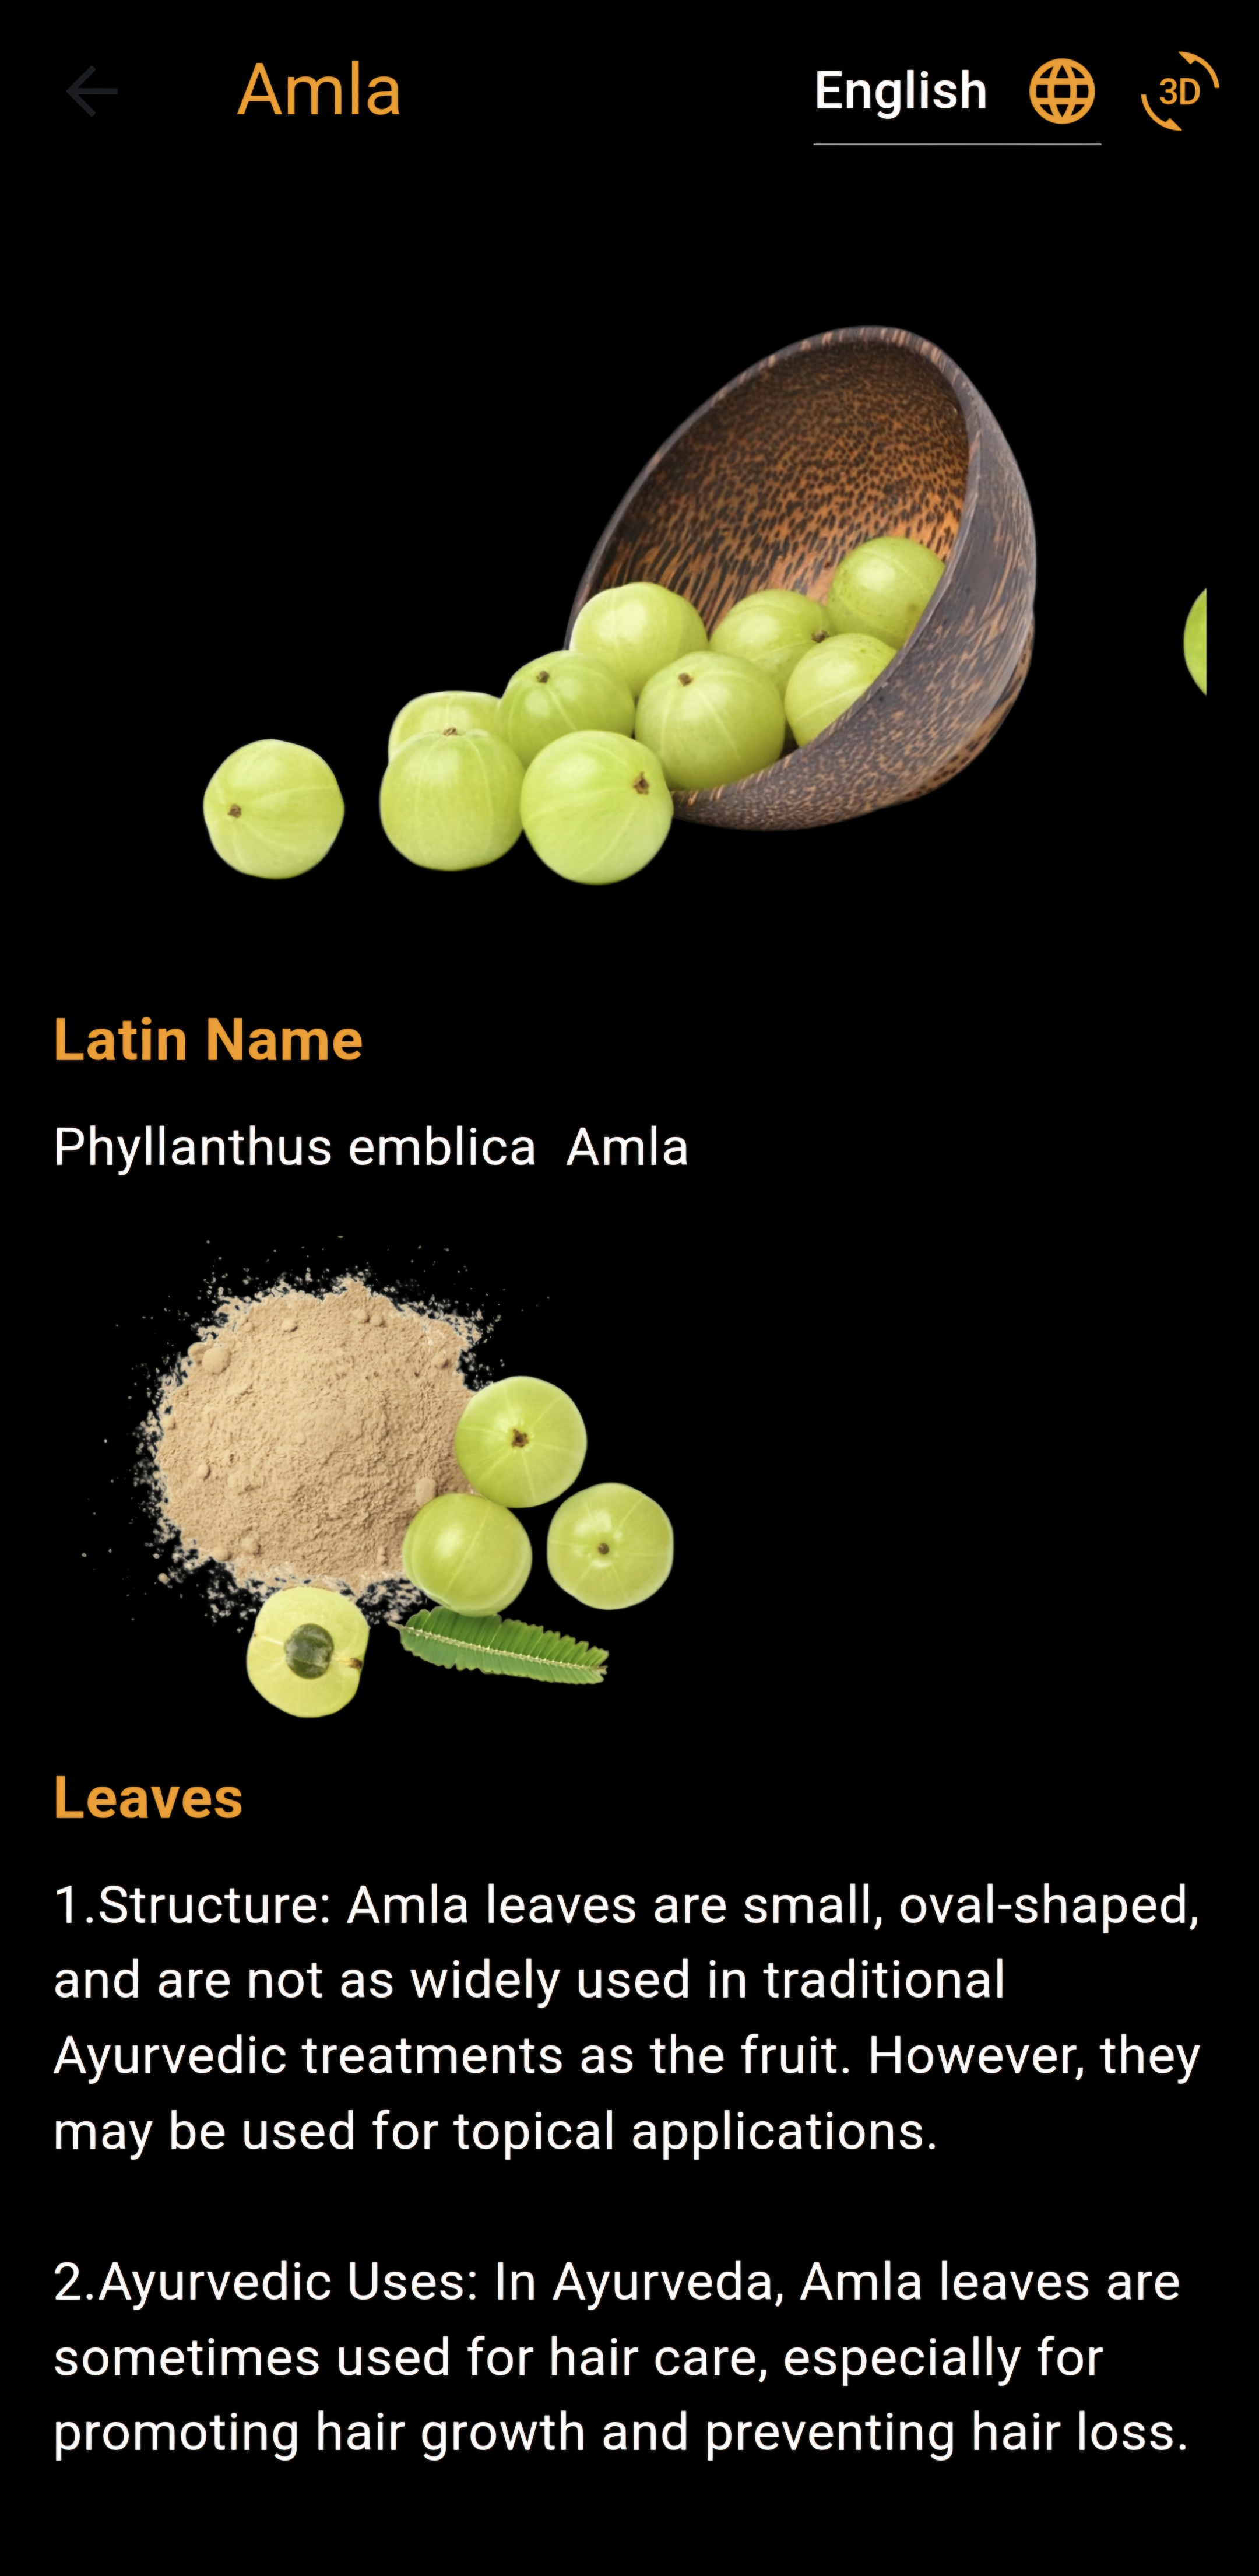 Amla
English
3D
Latin Name
Phyllanthus emblica  Amla
Leaves
1.Structure: Amla leaves are small, oval-shaped,
and are not as widely used in traditional
Ayurvedic treatments as the fruit. However, they
may be used for topical applications.
2.Ayurvedic Uses: In Ayurveda, Amla leaves are
sometimes used for hair care, especially for
promoting hair growth and preventing hair loss.